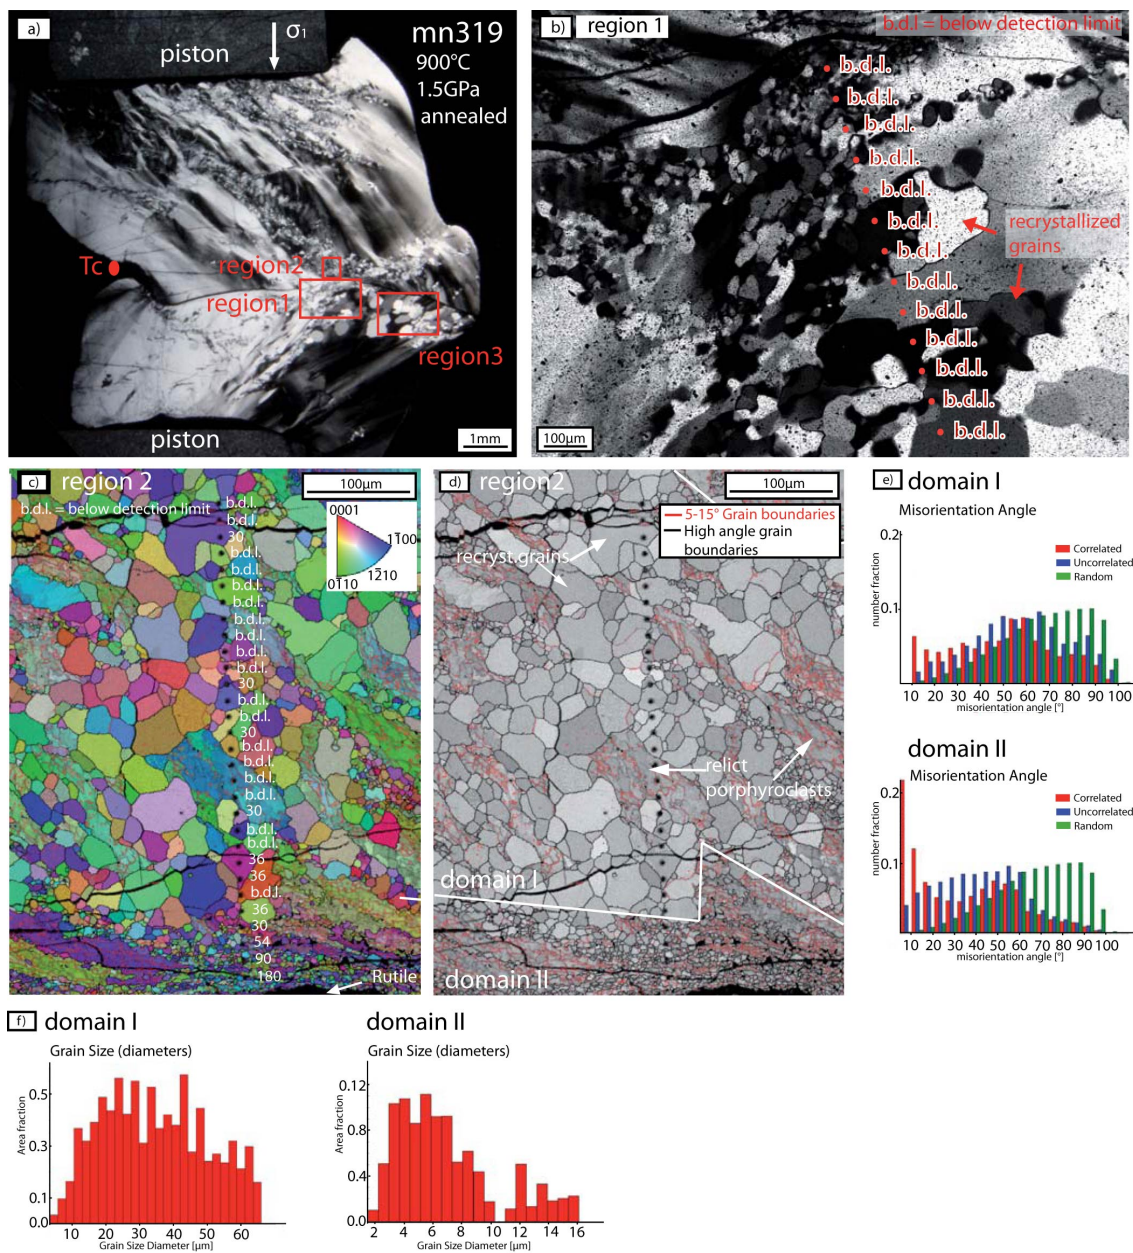 a)
piston
σ1
mn319
900°C
1.5GPa
annealed
Tc
region2
region1
region3
piston
1mm
b) region 1
b.d.l = below detection limit
b.d.l.
b.d.l.
b.d.l.
b.d.l.
b.d.l.
b.d.l.
b.d.l.
b.d.l.
b.d.l.
b.d.l.
b.d.l.
b.d.l.
b.d.l.
recrystallized
grains
100µm
c) region 2
100µm
b.d.l. = below detection limit
0001
11̄00
12̄10
01̄10
b.d.l.
b.d.l.
30
b.d.l.
b.d.l.
b.d.l.
b.d.l.
b.d.l.
b.d.l.
b.d.l.
b.d.l.
30
b.d.l.
b.d.l.
30
b.d.l.
b.d.l.
b.d.l.
b.d.l.
30
b.d.l.
b.d.l.
36
36
b.d.l.
36
30
54
90
180
Rutile
d) region2
100µm
5-15° Grain boundaries
High angle grain
boundaries
recryst.grains
relict
porphyroclasts
domain I
domain II
e) domain I
Misorientation Angle
0.2
0.1
number fraction
Correlated
Uncorrelated
Random
10 20 30 40 50 60 70 80 90 100
misorientation angle [°]
domain II
Misorientation Angle
0.2
0.1
number fraction
Correlated
Uncorrelated
Random
10 20 30 40 50 60 70 80 90 100
misorientation angle [°]
f) domain I
Grain Size (diameters)
0.5
0.3
0.1
0.0
Area fraction
10 20 30 40 50 60
Grain Size Diameter [µm]
domain II
Grain Size (diameters)
0.12
0.8
0.4
0.0
Area fraction
2 4 6 8 10 12 14 16
Grain Size Diameter [µm]